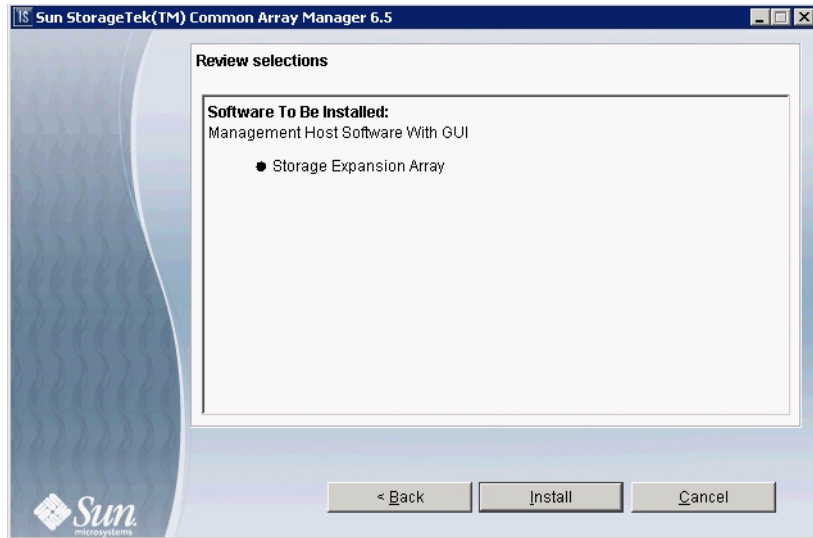 Sun StorageTek(TM) Common Array Manager 6.5
Review selections
Software To Be Installed:
Management Host Software With GUI
● Storage Expansion Array
< Back
Install
Cancel
Sun
microsystems